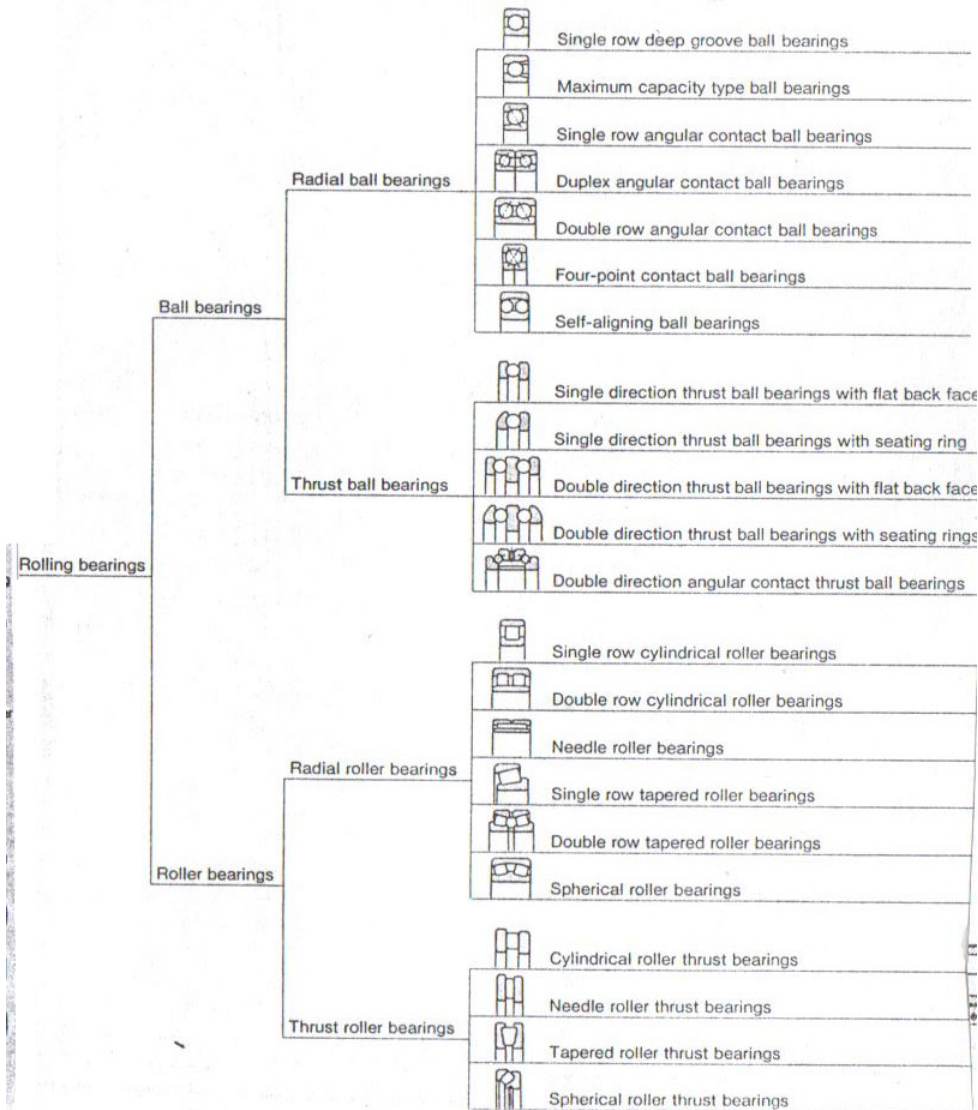 Single row deep groove ball bearings
Maximum capacity type ball bearings
Single row angular contact ball bearings
Radial ball bearings
Duplex angular contact ball bearings
Double row angular contact ball bearings
Four-point contact ball bearings
Ball bearings
Self-aligning ball bearings
Single direction thrust ball bearings with flat back face
Single direction thrust ball bearings with seating ring
Thrust ball bearings
Double direction thrust ball bearings with flat back face
Double direction thrust ball bearings with seating rings
Rolling bearings
Double direction angular contact thrust ball bearings
Single row cylindrical roller bearings
Double row cylindrical roller bearings
Needle roller bearings
Radial roller bearings
Single row tapered roller bearings
Double row tapered roller bearings
Roller bearings
Spherical roller bearings
Cylindrical roller thrust bearings
Needle roller thrust bearings
Thrust roller bearings
Tapered roller thrust bearings
Spherical roller thrust bearings